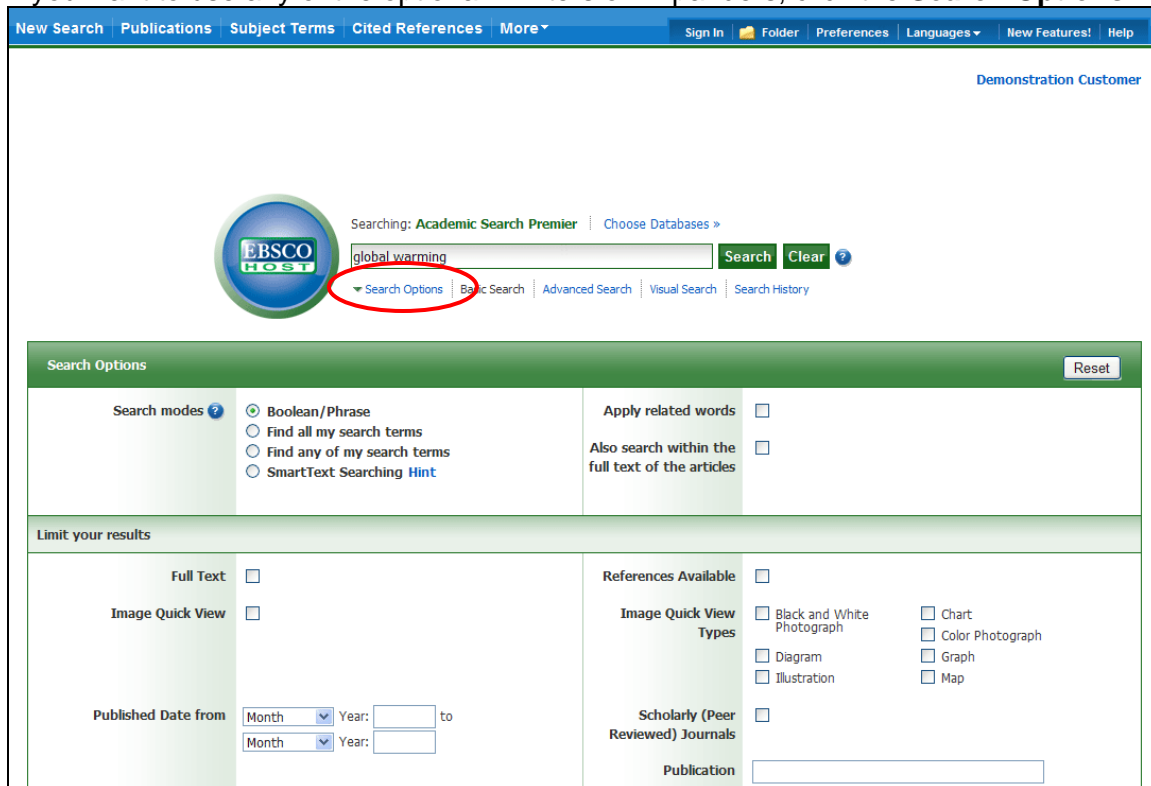 New Search Publications Subject Terms Cited References More Sign In Folder Preferences Languages New Features! Help
Demonstration Customer
Searching: Academic Search Premier Choose Databases »
EBSCO
HOST
global warming Search Clear ?
Search Options Basic Search Advanced Search Visual Search Search History
Search Options Reset
Search modes ? Boolean/Phrase
Find all my search terms
Find any of my search terms
SmartText Searching Hint
Apply related words
Also search within the
full text of the articles
Limit your results
Full Text References Available
Image Quick View
Image Quick View
Types
Black and White
Photograph
Chart
Color Photograph
Diagram Graph
Illustration Map
Published Date from Month Year: to
Month Year:
Scholarly (Peer
Reviewed) Journals
Publication